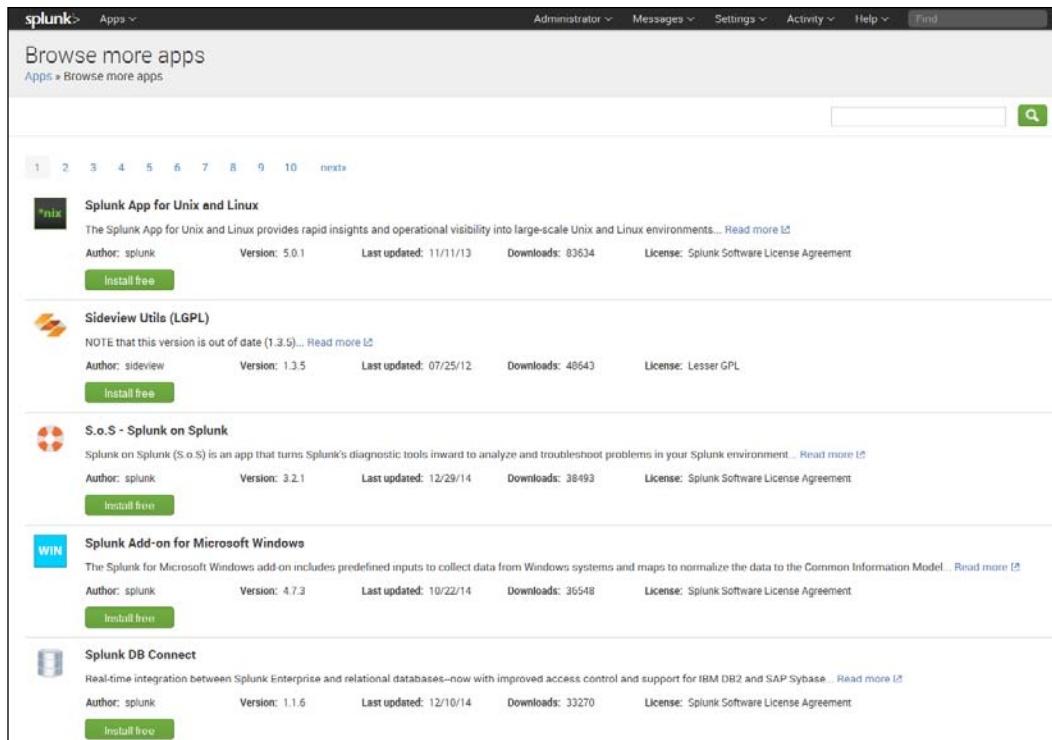 splunk> Apps Administrator Messages Settings Activity Help Find
Browse more apps
Apps » Browse more apps
1 2 3 4 5 6 7 8 9 10 next»
*nix
Splunk App for Unix and Linux
The Splunk App for Unix and Linux provides rapid insights and operational visibility into large-scale Unix and Linux environments... Read more
Author: splunk Version: 5.0.1 Last updated: 11/11/13 Downloads: 83634 License: Splunk Software License Agreement
Install free
Sideview Utils (LGPL)
NOTE that this version is out of date (1.3.5)... Read more
Author: sideview Version: 1.3.5 Last updated: 07/25/12 Downloads: 48643 License: Lesser GPL
Install free
S.o.S - Splunk on Splunk
Splunk on Splunk (S.o.S) is an app that turns Splunk's diagnostic tools inward to analyze and troubleshoot problems in your Splunk environment... Read more
Author: splunk Version: 3.2.1 Last updated: 12/29/14 Downloads: 38493 License: Splunk Software License Agreement
Install free
WIN
Splunk Add-on for Microsoft Windows
The Splunk for Microsoft Windows add-on includes predefined inputs to collect data from Windows systems and maps to normalize the data to the Common Information Model... Read more
Author: splunk Version: 4.7.3 Last updated: 10/22/14 Downloads: 36548 License: Splunk Software License Agreement
Install free
Splunk DB Connect
Real-time integration between Splunk Enterprise and relational databases--now with improved access control and support for IBM DB2 and SAP Sybase... Read more
Author: splunk Version: 1.1.6 Last updated: 12/10/14 Downloads: 33270 License: Splunk Software License Agreement
Install free